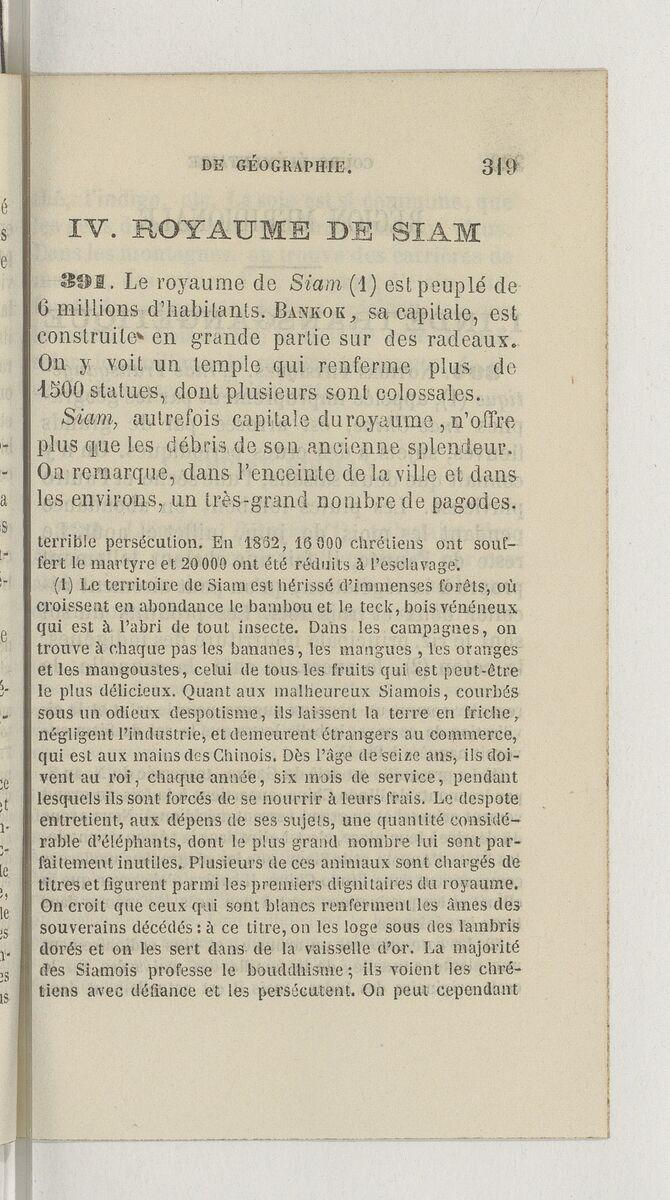 DE GÉOGRAPHIE. 319
IV. ROYAUME DE SIAM
391. Le royaume de Siam (1) est peuplé de
6 millions d'habitants. BANKOK, sa capitale, est
construite en grande partie sur des radeaux.
On y voit un temple qui renferme plus de
1500 statues, dont plusieurs sont colossales.
Siam, autrefois capitale du royaume, n'offre
plus que les débris de son ancienne splendeur.
On remarque, dans l'enceinte de la ville et dans
les environs, un très-grand nombre de pagodes.
terrible persécution. En 1862, 16 000 chrétiens ont souf-
fert le martyre et 20 000 ont été réduits à l'esclavage.
(1) Le territoire de Siam est hérissé d'immenses forêts, où
croissent en abondance le bambou et le teck, bois vénéneux
qui est à l'abri de tout insecte. Dans les campagnes, on
trouve à chaque pas les bananes, les mangues, les oranges
et les mangoustes, celui de tous les fruits qui est peut-être
le plus délicieux. Quant aux malheureux Siamois, courbés
sous un odieux despotisme, ils laissent la terre en friche,
négligent l'industrie, et demeurent étrangers au commerce,
qui est aux mains des Chinois. Dès l'âge de seize ans, ils doi-
vent au roi, chaque année, six mois de service, pendant
lesquels ils sont forcés de se nourrir à leurs frais. Le despote
entretient, aux dépens de ses sujets, une quantité considé-
rable d'éléphants, dont le plus grand nombre lui sont par-
faitement inutiles. Plusieurs de ces animaux sont chargés de
titres et figurent parmi les premiers dignitaires du royaume.
On croit que ceux qui sont blancs renferment les âmes des
souverains décédés : à ce titre, on les loge sous des lambris
dorés et on les sert dans de la vaisselle d'or. La majorité
des Siamois professe le bouddhisme ; ils voient les chré-
tiens avec défiance et les persécutent. On peut cependant